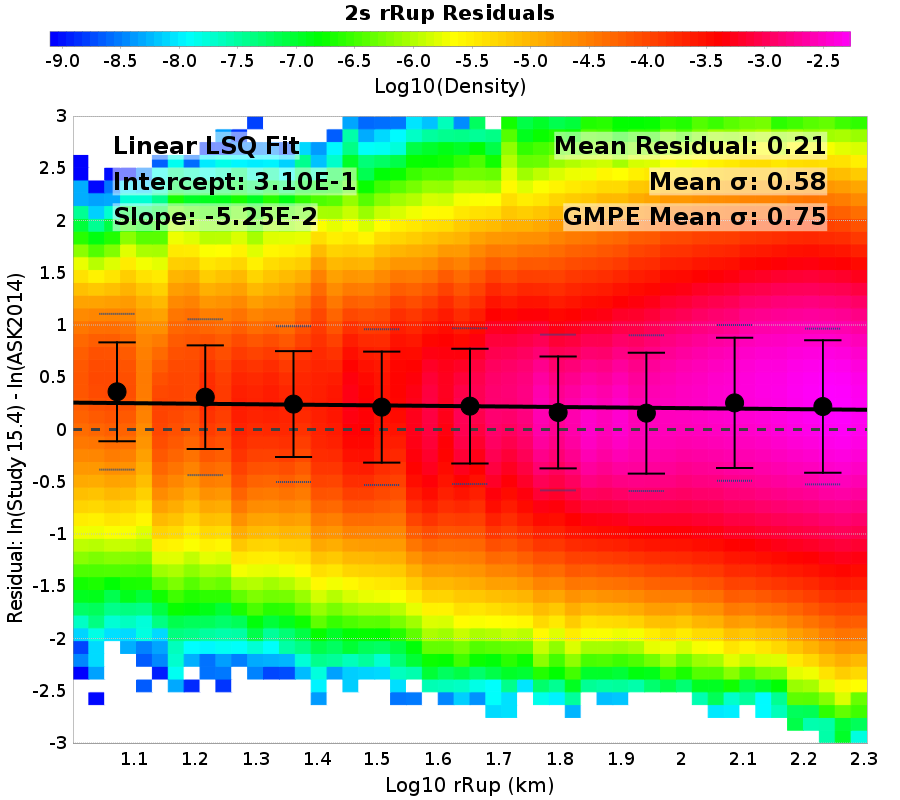 2s rRup Residuals
-9.0 -8.5 -8.0 -7.5 -7.0 -6.5 -6.0 -5.5 -5.0 -4.5 -4.0 -3.5 -3.0 -2.5
Log10(Density)
Linear LSQ Fit
Intercept: 3.10E-1
Slope: -5.25E-2
Mean Residual: 0.21
Mean σ: 0.58
GMPE Mean σ: 0.75
Residual: ln(Study 15.4) - ln(ASK2014)
3
2.5
2
1.5
1
0.5
0
-0.5
-1
-1.5
-2
-2.5
-3
1.1 1.2 1.3 1.4 1.5 1.6 1.7 1.8 1.9 2 2.1 2.2 2.3
Log10 rRup (km)